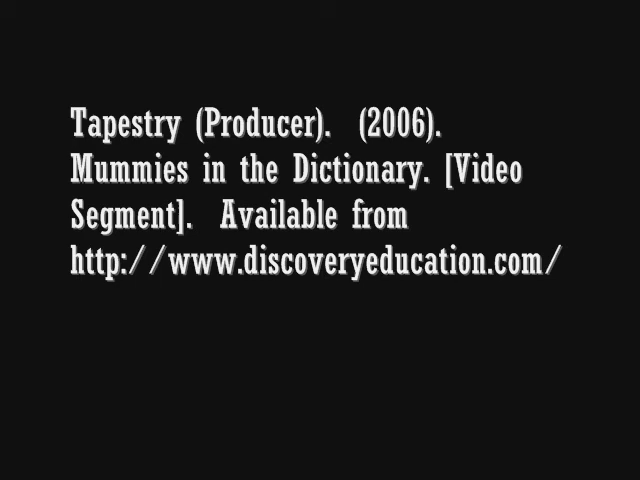 Tapestry (Producer).  (2006).
Mummies in the Dictionary. [Video
Segment].  Available from
http://www.discoveryeducation.com/